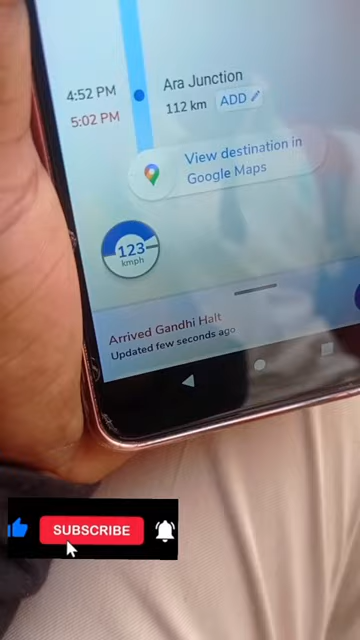 4:52 PM
5:02 PM
Ara Junction
112 km
ADD
View destination in
Google Maps
123
kmph
Arrived Gandhi Halt
Updated few seconds ago
SUBSCRIBE